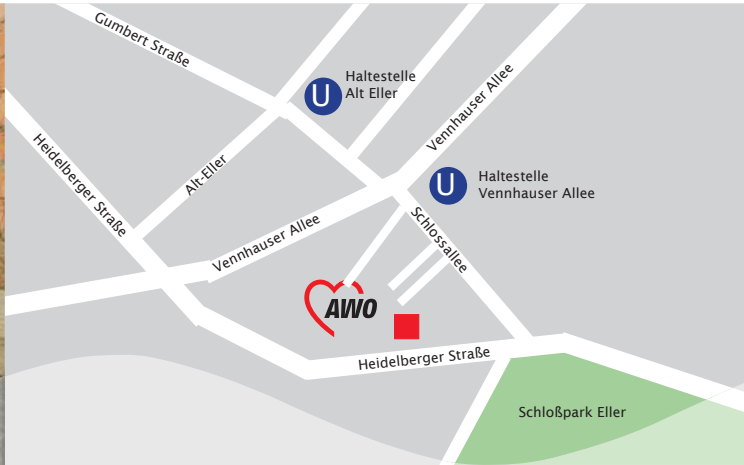 Gumbert Straße
U
Haltestelle
Alt Eller
Vennhauser Allee
Heidelberger Straße
Alt-Eller
U
Haltestelle
Vennhauser Allee
Vennhauser Allee
Schlossallee
AWO
Heidelberger Straße
Schloßpark Eller